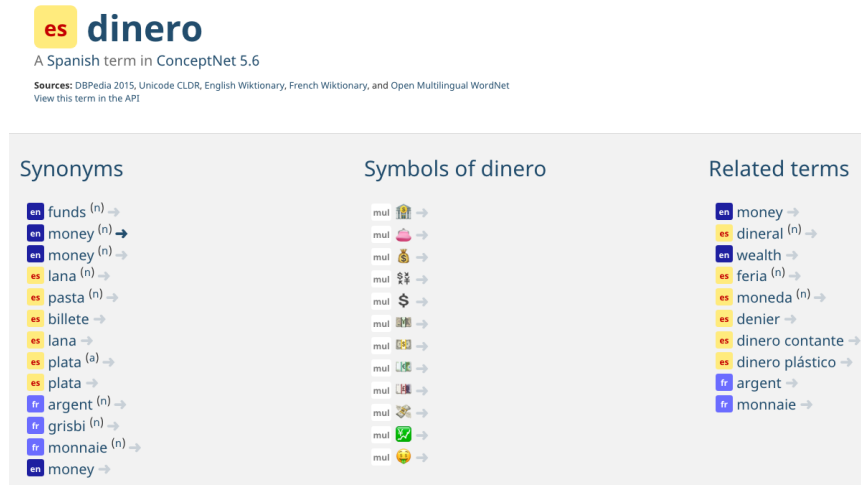 es dinero
A Spanish term in ConceptNet 5.6
Sources: DBPedia 2015, Unicode CLDR, English Wiktionary, French Wiktionary, and Open Multilingual WordNet
View this term in the API
Synonyms
en funds (n) ➜
en money (n) ➜
en money (n) ➜
es lana (n) ➜
es pasta (n) ➜
es billete ➜
es lana ➜
es plata (a) ➜
es plata ➜
fr argent (n) ➜
fr grisbi (n) ➜
fr monnaie (n) ➜
en money ➜
Symbols of dinero
mul 🏦 ➜
mul 👛 ➜
mul 💰 ➜
mul 💱 ➜
mul 💲 ➜
mul 💴 ➜
mul 💵 ➜
mul 💶 ➜
mul 💷 ➜
mul 💸 ➜
mul 💹 ➜
mul 🤑 ➜
Related terms
en money ➜
es dineral (n) ➜
en wealth ➜
es feria (n) ➜
es moneda (n) ➜
es denier ➜
es dinero contante ➜
es dinero plástico ➜
fr argent ➜
fr monnaie ➜